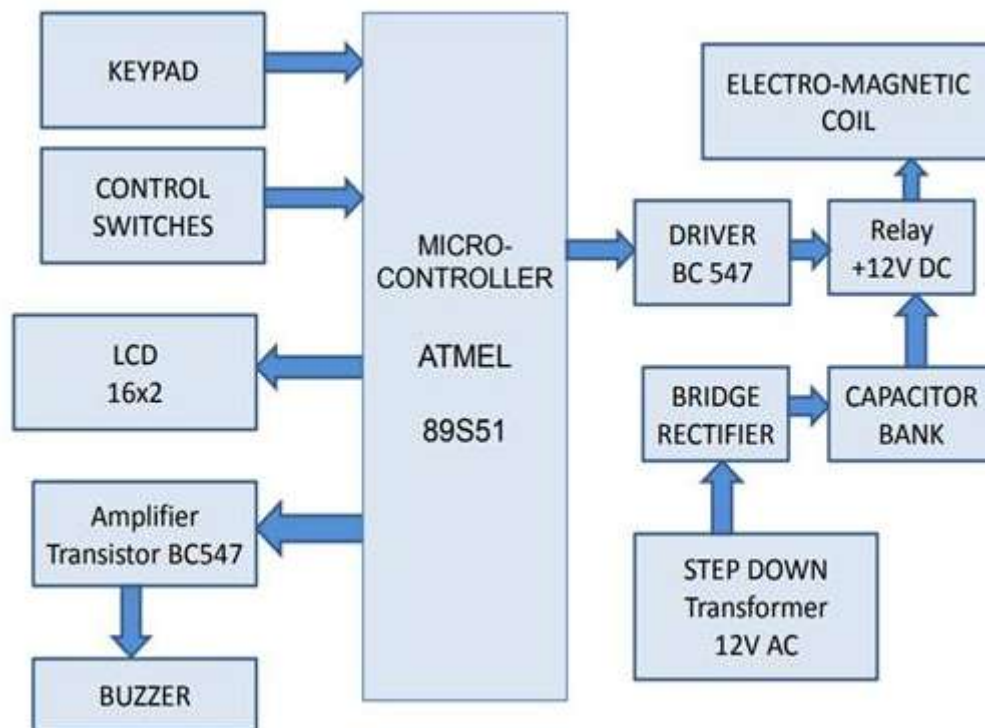 KEYPAD
CONTROL
SWITCHES
LCD
16x2
Amplifier
Transistor BC547
BUZZER
MICRO-
CONTROLLER
ATMEL
89S51
DRIVER
BC 547
Relay
+12V DC
ELECTRO-MAGNETIC
COIL
BRIDGE
RECTIFIER
CAPACITOR
BANK
STEP DOWN
Transformer
12V AC